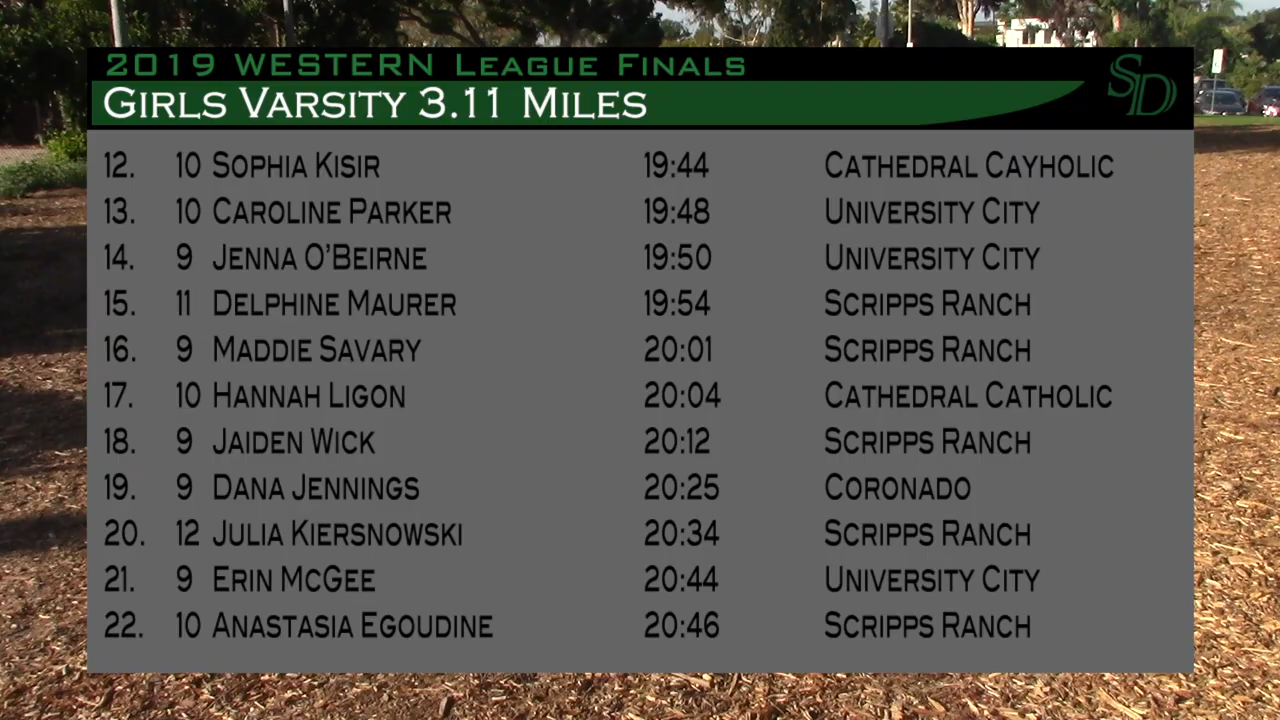 2019 WESTERN LEAGUE FINALS
GIRLS VARSITY 3.11 MILES
SD
12. 10 SOPHIA KISIR 19:44 CATHEDRAL CAYHOLIC
13. 10 CAROLINE PARKER 19:48 UNIVERSITY CITY
14. 9 JENNA O'BEIRNE 19:50 UNIVERSITY CITY
15. 11 DELPHINE MAURER 19:54 SCRIPPS RANCH
16. 9 MADDIE SAVARY 20:01 SCRIPPS RANCH
17. 10 HANNAH LIGON 20:04 CATHEDRAL CATHOLIC
18. 9 JAIDEN WICK 20:12 SCRIPPS RANCH
19. 9 DANA JENNINGS 20:25 CORONADO
20. 12 JULIA KIERSNOWSKI 20:34 SCRIPPS RANCH
21. 9 ERIN MCGEE 20:44 UNIVERSITY CITY
22. 10 ANASTASIA EGOUDINE 20:46 SCRIPPS RANCH